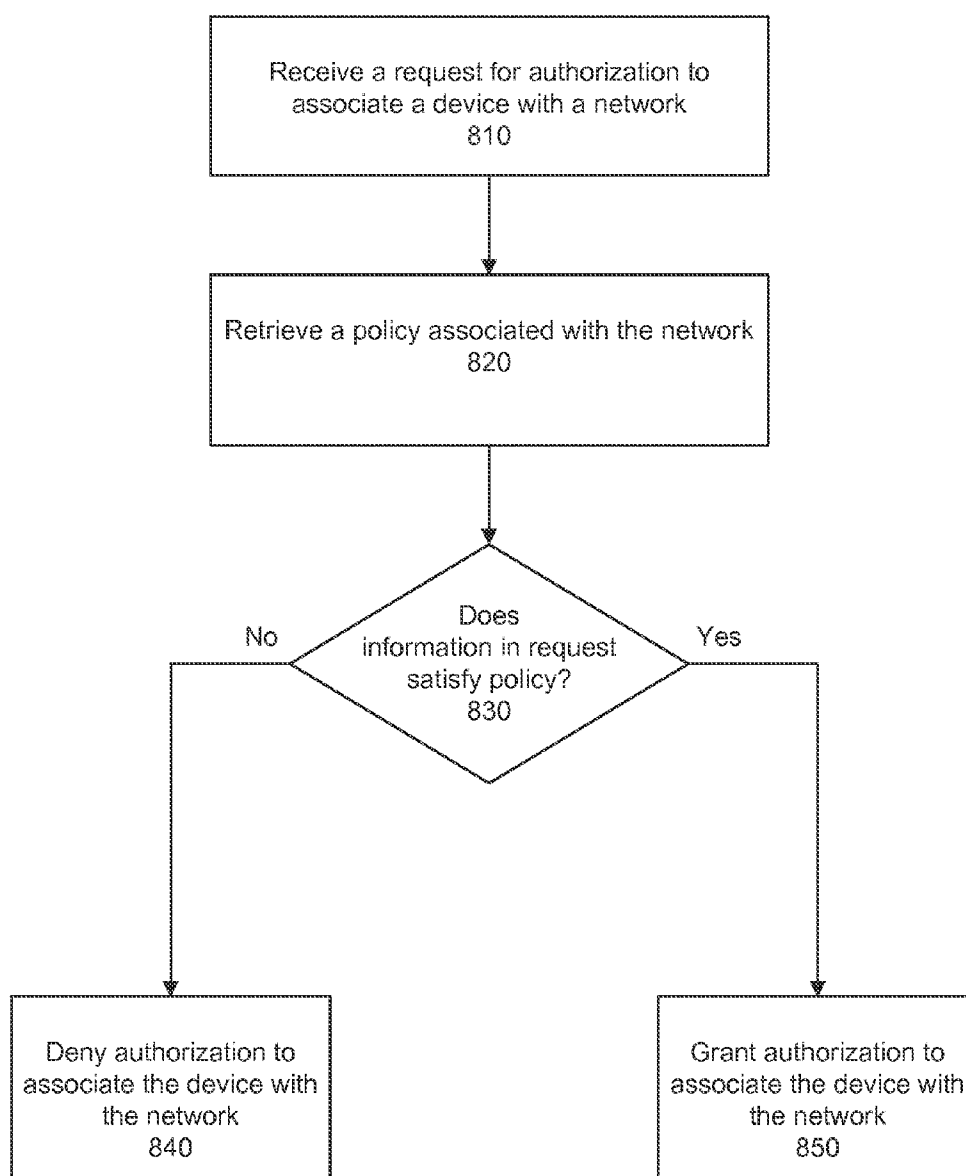 Receive a request for authorization to
associate a device with a network
810
Retrieve a policy associated with the network
820
Does
information in request
satisfy policy?
830
No
Yes
Deny authorization to
associate the device with
the network
840
Grant authorization to
associate the device with
the network
850